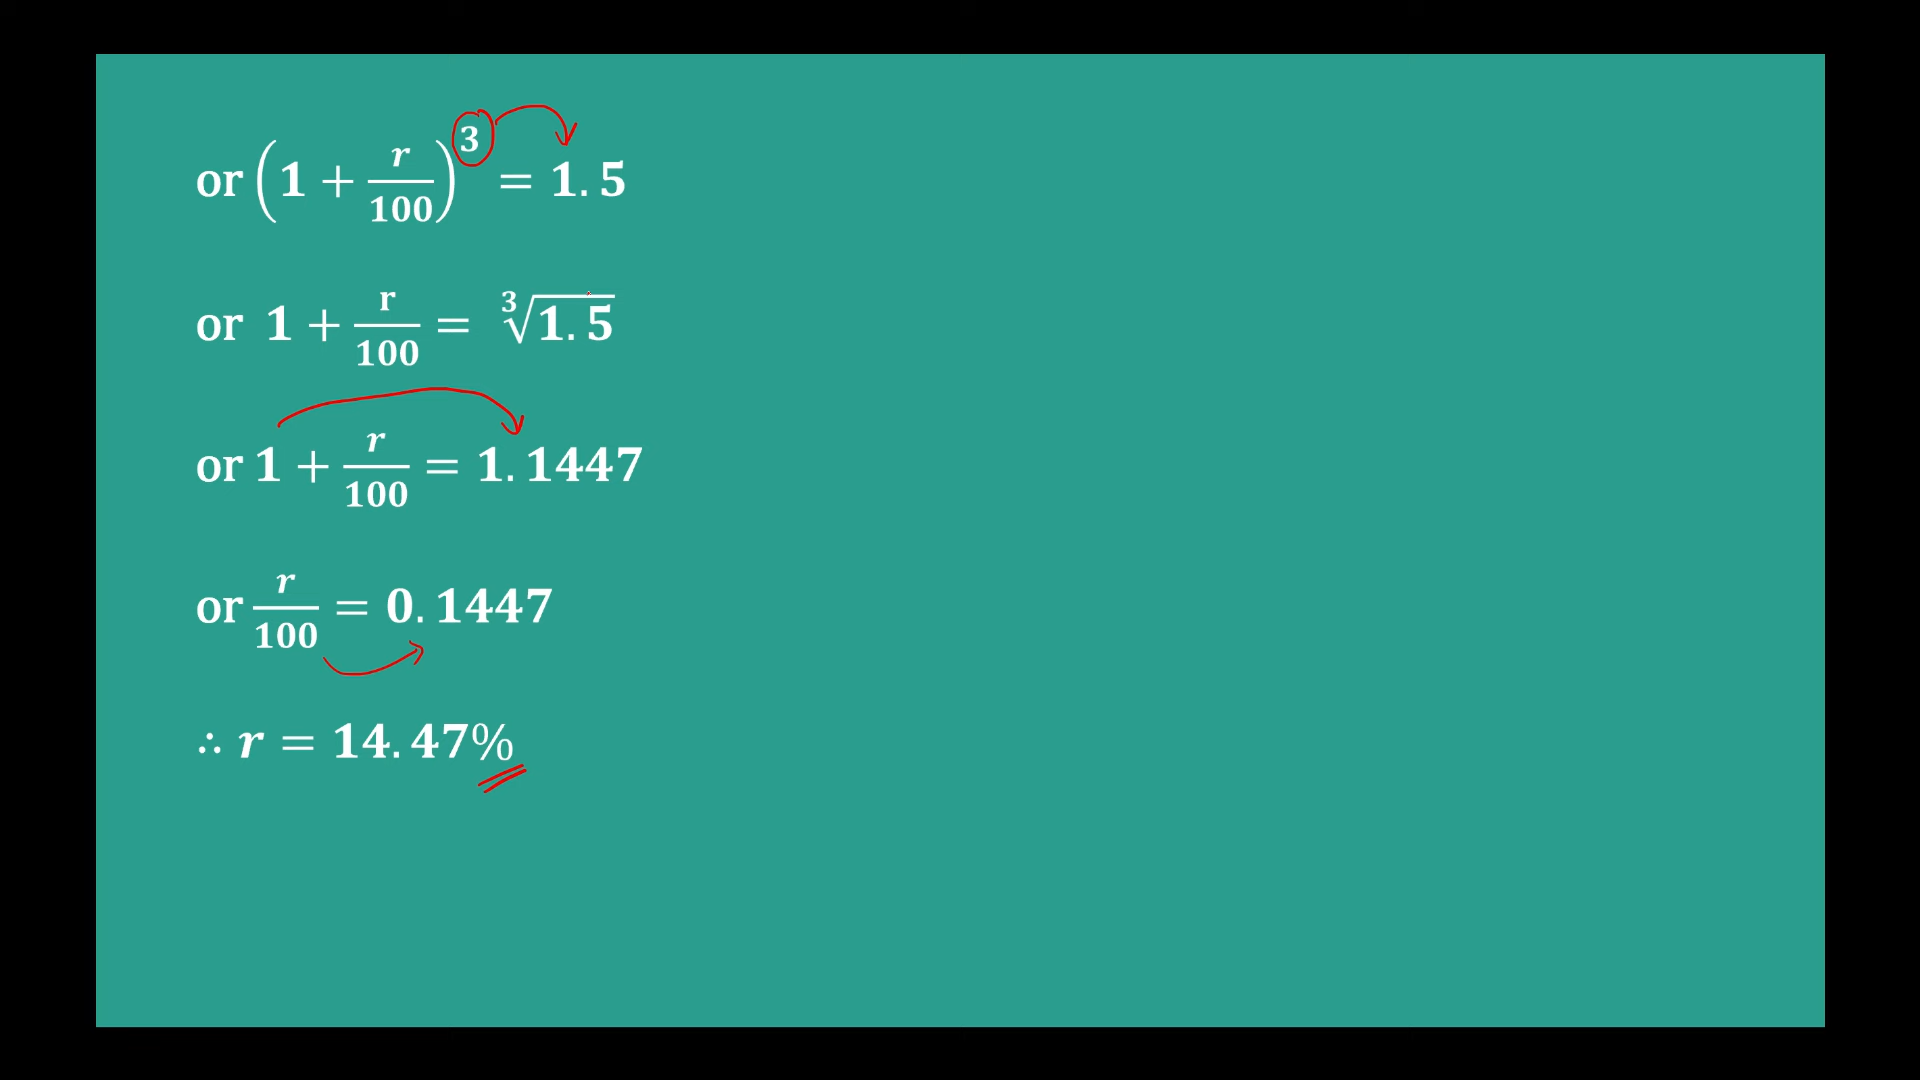 or (1 + r/100)³ = 1.5
or 1 + r/100 = ∛1.5
or 1 + r/100 = 1.1447
or r/100 = 0.1447
∴ r = 14.47%